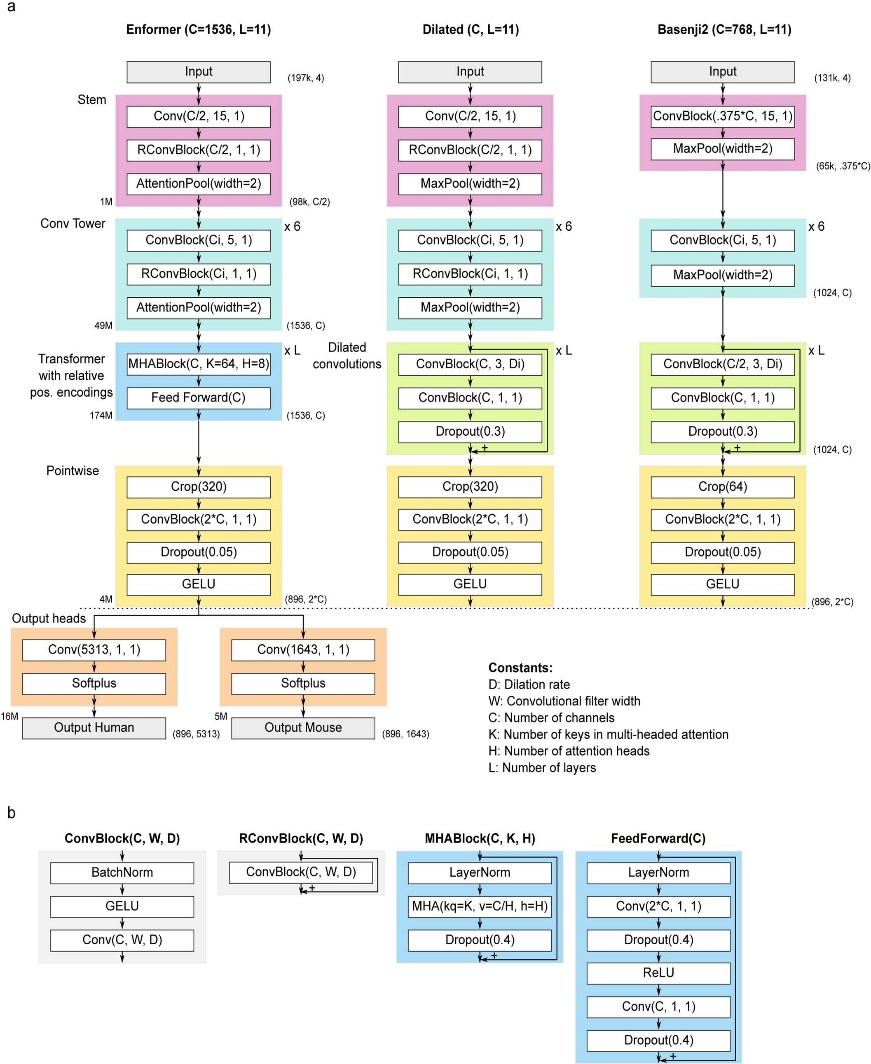 a
Enformer (C=1536, L=11)
Input
(197k, 4)
Stem
Conv(C/2, 15, 1)
RConvBlock(C/2, 1, 1)
AttentionPool(width=2)
1M
(98k, C/2)
Conv Tower
x 6
ConvBlock(Ci, 5, 1)
RConvBlock(Ci, 1, 1)
AttentionPool(width=2)
49M
(1536, C)
Transformer
with relative
pos. encodings
x L
MHABlock(C, K=64, H=8)
Feed Forward(C)
174M
(1536, C)
Pointwise
Crop(320)
ConvBlock(2*C, 1, 1)
Dropout(0.05)
GELU
4M
(896, 2*C)
Output heads
Conv(5313, 1, 1)
Softplus
16M
Output Human
(896, 5313)
Conv(1643, 1, 1)
Softplus
5M
Output Mouse
(896, 1643)
Dilated (C, L=11)
Input
Conv(C/2, 15, 1)
RConvBlock(C/2, 1, 1)
MaxPool(width=2)
x 6
ConvBlock(Ci, 5, 1)
RConvBlock(Ci, 1, 1)
MaxPool(width=2)
Dilated
convolutions
x L
ConvBlock(C, 3, Di)
ConvBlock(C, 1, 1)
Dropout(0.3)
+
Crop(320)
ConvBlock(2*C, 1, 1)
Dropout(0.05)
GELU
Basenji2 (C=768, L=11)
Input
(131k, 4)
ConvBlock(.375*C, 15, 1)
MaxPool(width=2)
(65k, .375*C)
x 6
ConvBlock(Ci, 5, 1)
MaxPool(width=2)
(1024, C)
x L
ConvBlock(C/2, 3, Di)
ConvBlock(C, 1, 1)
Dropout(0.3)
+
(1024, C)
Crop(64)
ConvBlock(2*C, 1, 1)
Dropout(0.05)
GELU
(896, 2*C)
Constants:
D: Dilation rate
W: Convolutional filter width
C: Number of channels
K: Number of keys in multi-headed attention
H: Number of attention heads
L: Number of layers
b
ConvBlock(C, W, D)
BatchNorm
GELU
Conv(C, W, D)
RConvBlock(C, W, D)
ConvBlock(C, W, D)
+
MHABlock(C, K, H)
LayerNorm
MHA(kq=K, v=C/H, h=H)
Dropout(0.4)
+
FeedForward(C)
LayerNorm
Conv(2*C, 1, 1)
Dropout(0.4)
ReLU
Conv(C, 1, 1)
Dropout(0.4)
+